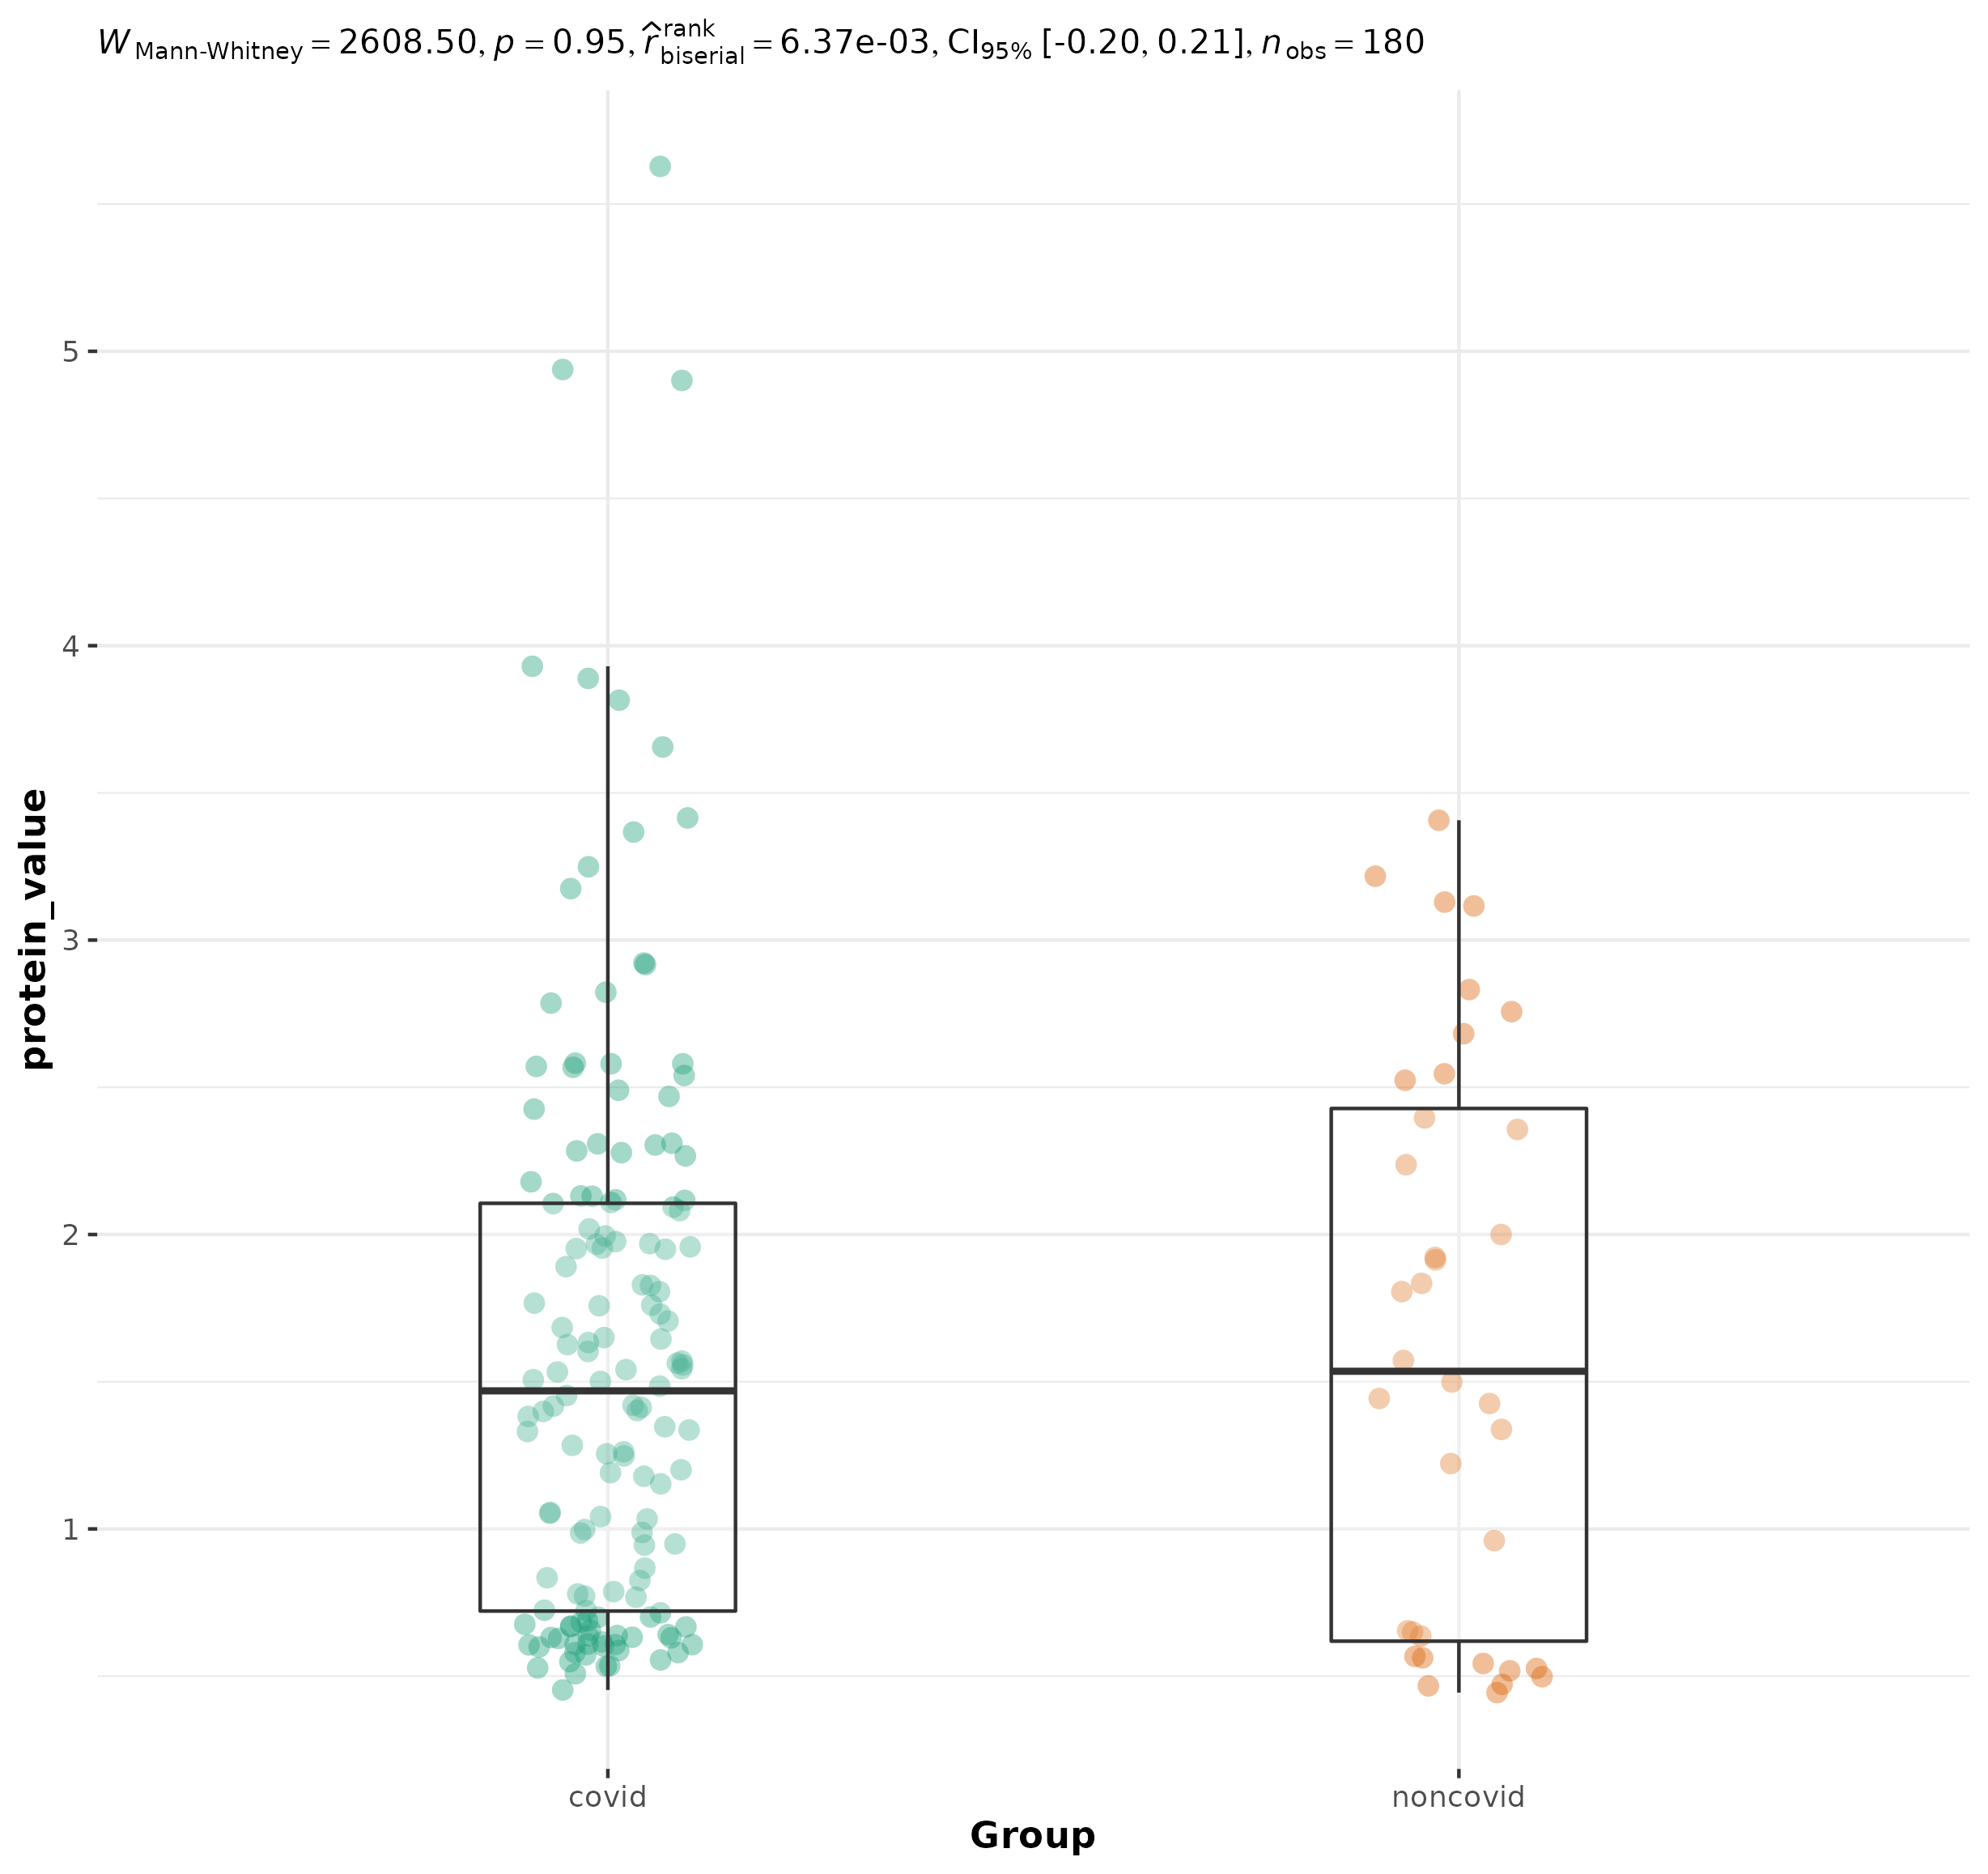 W Mann-Whitney = 2608.50, p = 0.95, r̂ rank biserial = 6.37e-03, CI95% [-0.20, 0.21], n obs = 180
5
4
3
2
1
protein_value
covid noncovid
Group